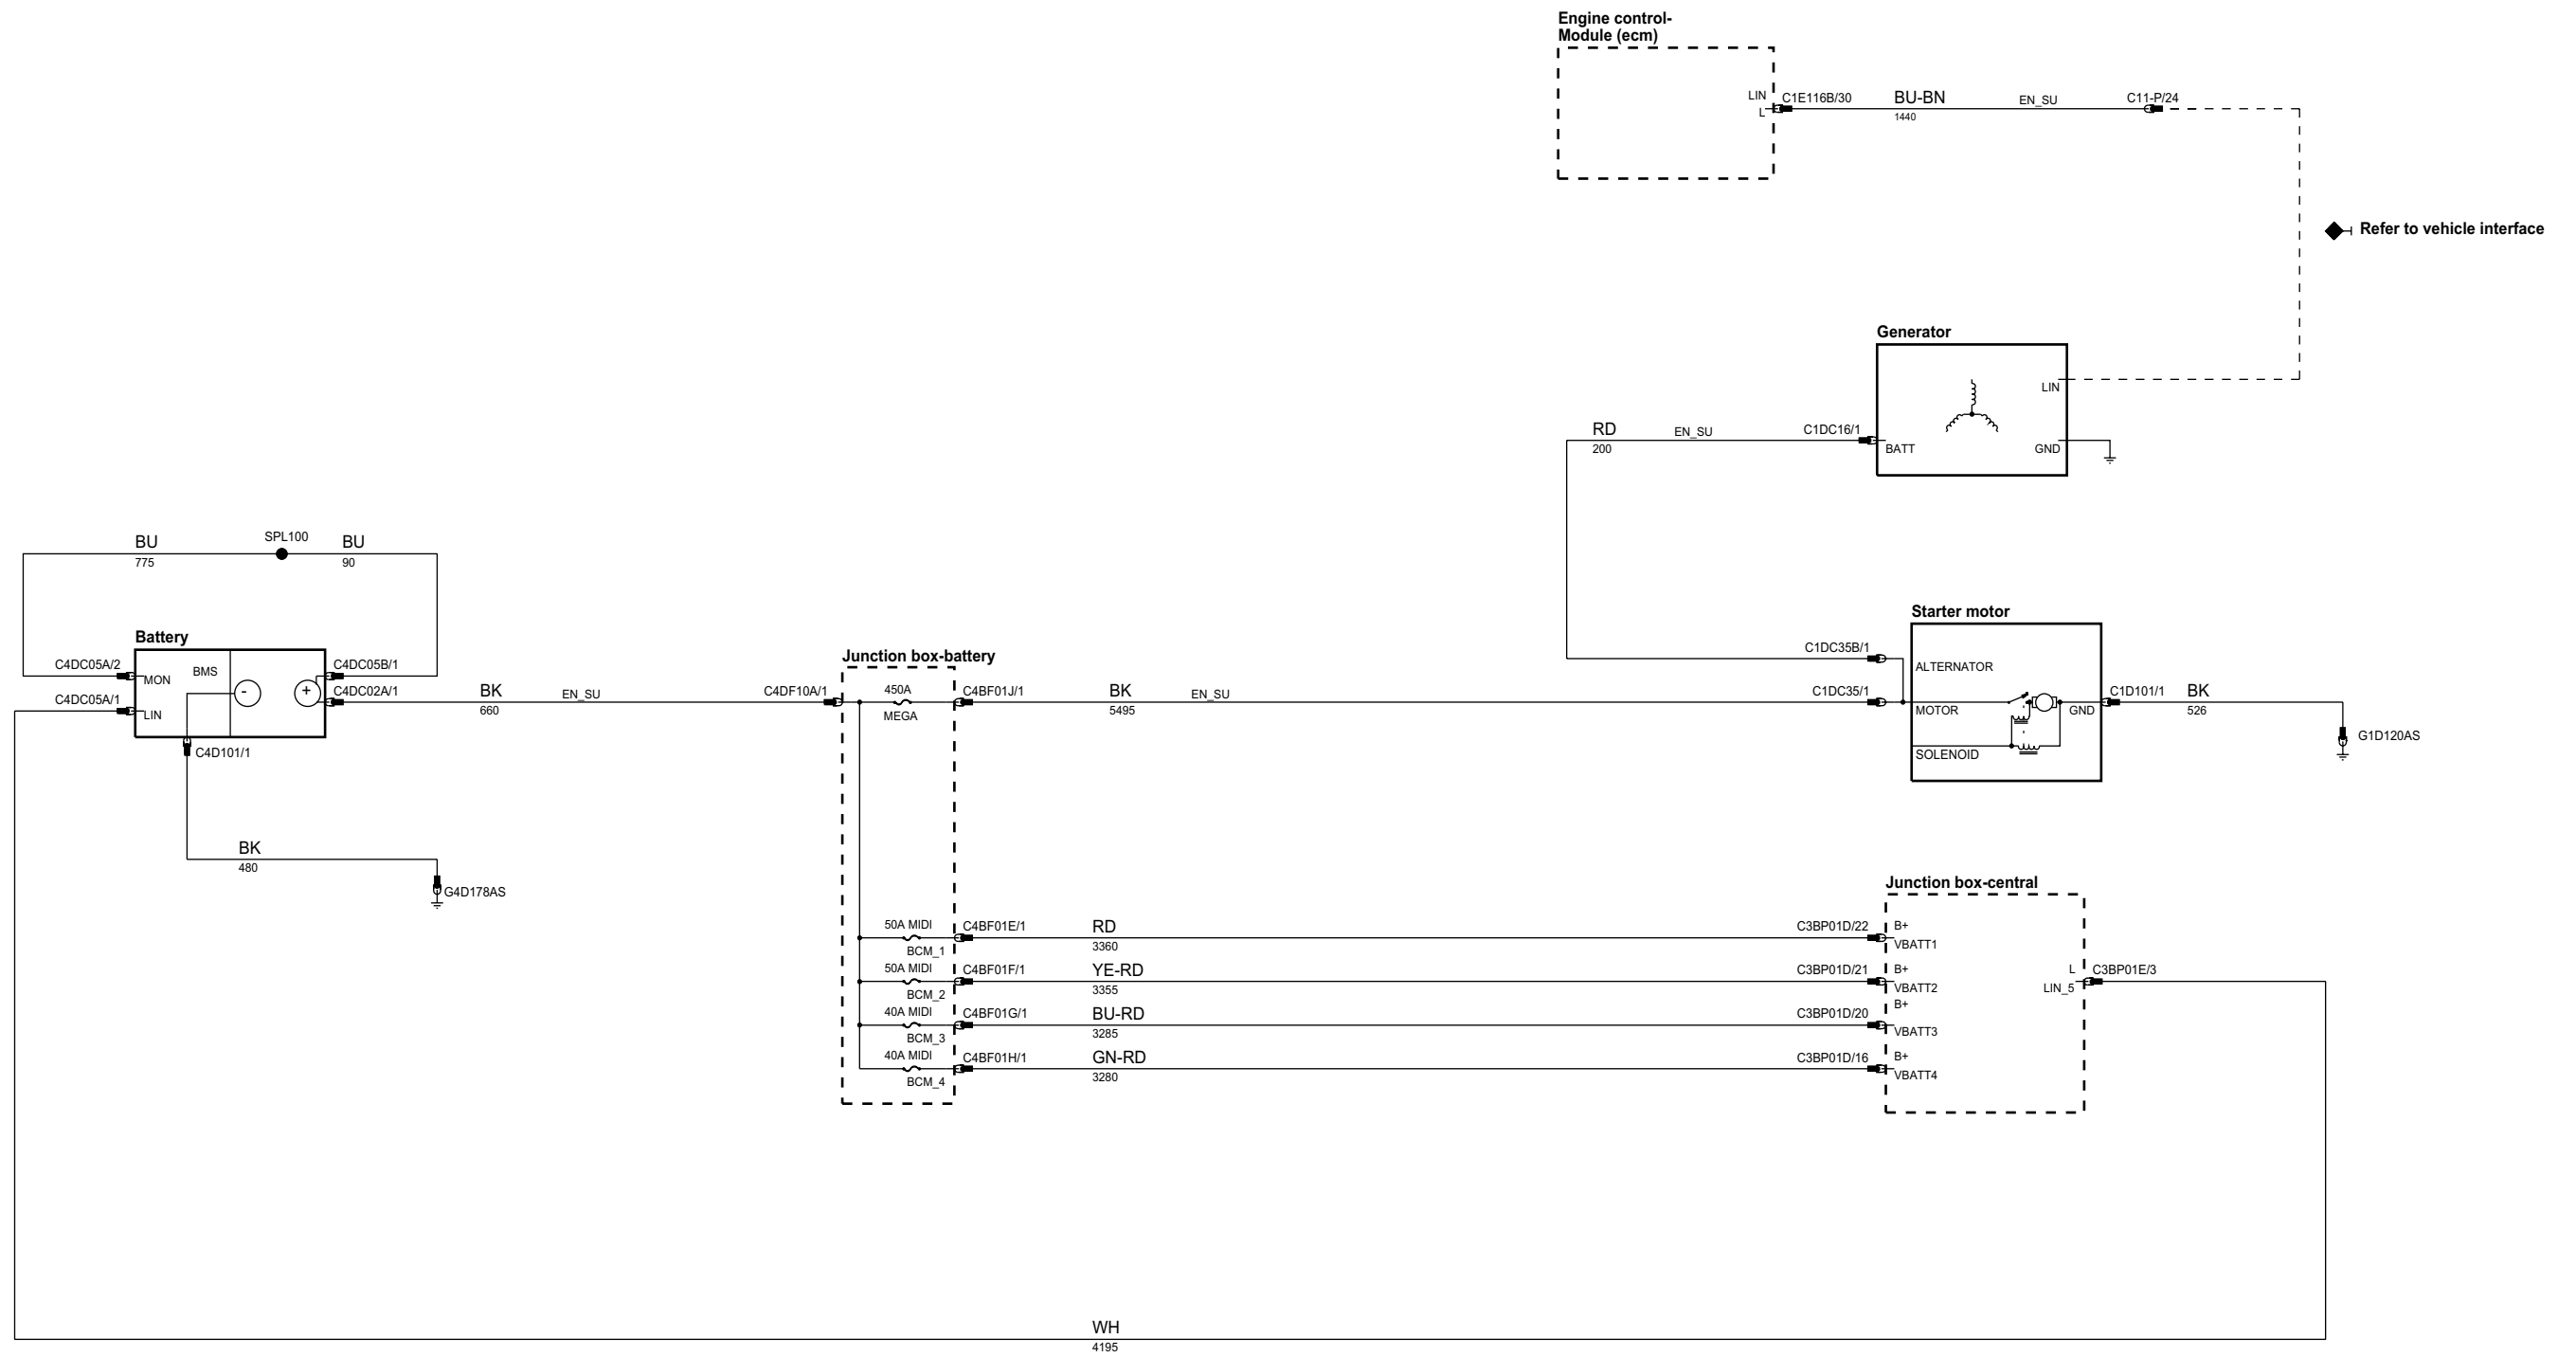 Engine control-
Module (ecm)
LIN
L
C1E116B/30
BU-BN
1440
EN_SU
C11-P/24
Refer to vehicle interface
Generator
LIN
RD
200
EN_SU
C1DC16/1
BATT
GND
BU
775
SPL100
BU
90
Battery
C4DC05A/2
MON
BMS
-
+
C4DC05B/1
C4DC05A/1
LIN
C4DC02A/1
BK
660
EN_SU
C4D101/1
BK
480
G4D178AS
Junction box-battery
C4DF10A/1
450A
MEGA
C4BF01J/1
BK
5495
EN_SU
Starter motor
C1DC35B/1
ALTERNATOR
C1DC35/1
MOTOR
GND
SOLENOID
C1D101/1
BK
526
G1D120AS
Junction box-central
50A MIDI
BCM_1
C4BF01E/1
RD
3360
C3BP01D/22
B+
VBATT1
50A MIDI
BCM_2
C4BF01F/1
YE-RD
3355
C3BP01D/21
B+
VBATT2
L
LIN_5
C3BP01E/3
40A MIDI
BCM_3
C4BF01G/1
BU-RD
3285
C3BP01D/20
B+
VBATT3
40A MIDI
BCM_4
C4BF01H/1
GN-RD
3280
C3BP01D/16
B+
VBATT4
WH
4195